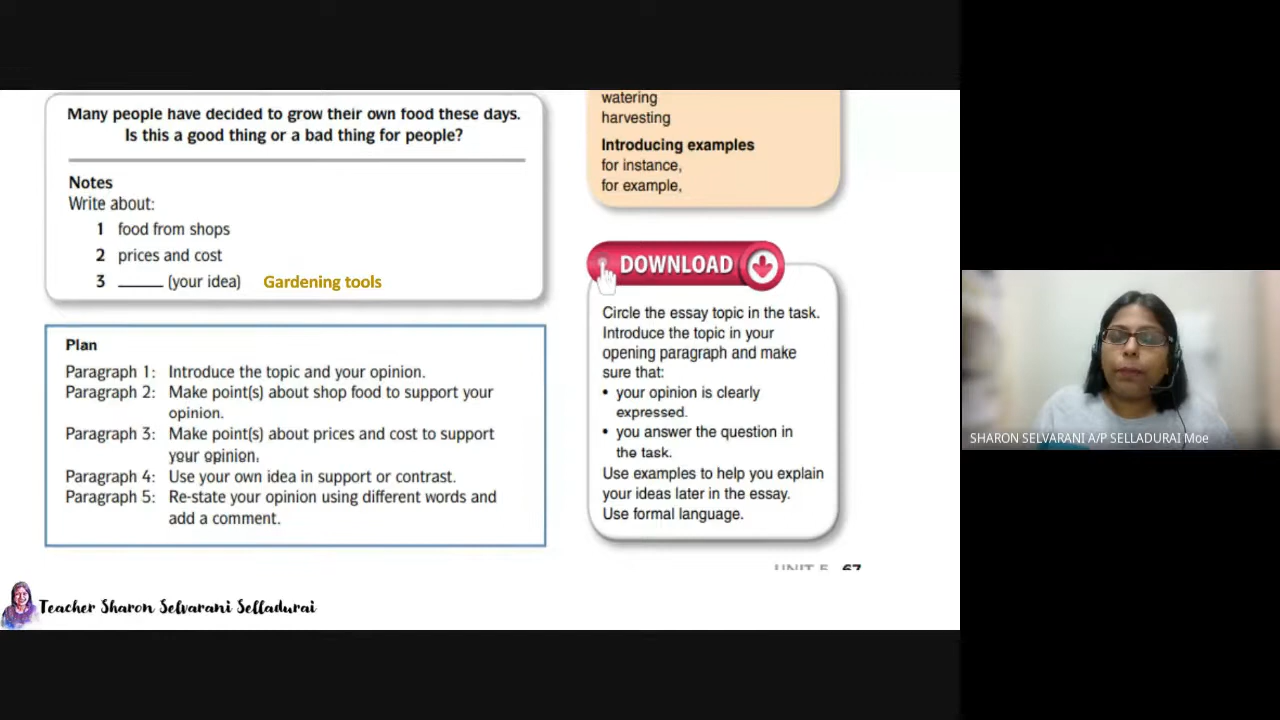 Many people have decided to grow their own food these days.
Is this a good thing or a bad thing for people?
Notes
Write about:
1 food from shops
2 prices and cost
3 _____ (your idea) Gardening tools
Plan
Paragraph 1: Introduce the topic and your opinion.
Paragraph 2: Make point(s) about shop food to support your
opinion.
Paragraph 3: Make point(s) about prices and cost to support
your opinion.
Paragraph 4: Use your own idea in support or contrast.
Paragraph 5: Re-state your opinion using different words and
add a comment.
watering
harvesting
Introducing examples
for instance,
for example,
DOWNLOAD
Circle the essay topic in the task.
Introduce the topic in your
opening paragraph and make
sure that:
• your opinion is clearly
expressed.
• you answer the question in
the task.
Use examples to help you explain
your ideas later in the essay.
Use formal language.
UNIT 5 67
Teacher Sharon Selvarani Selladurai
SHARON SELVARANI A/P SELLADURAI Moe